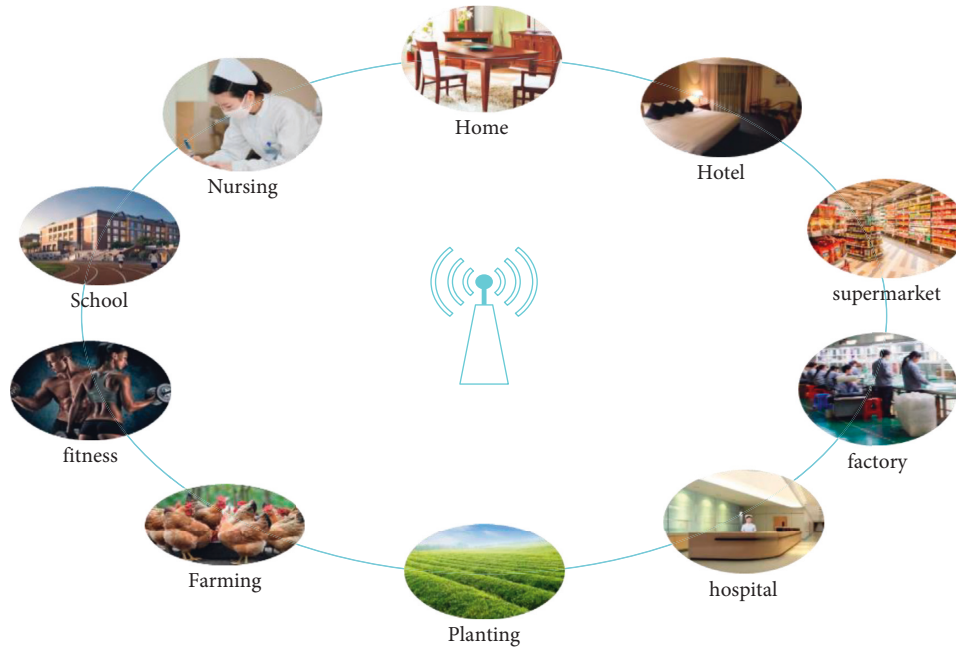 Home
Nursing
Hotel
School
supermarket
fitness
factory
Farming
hospital
Planting